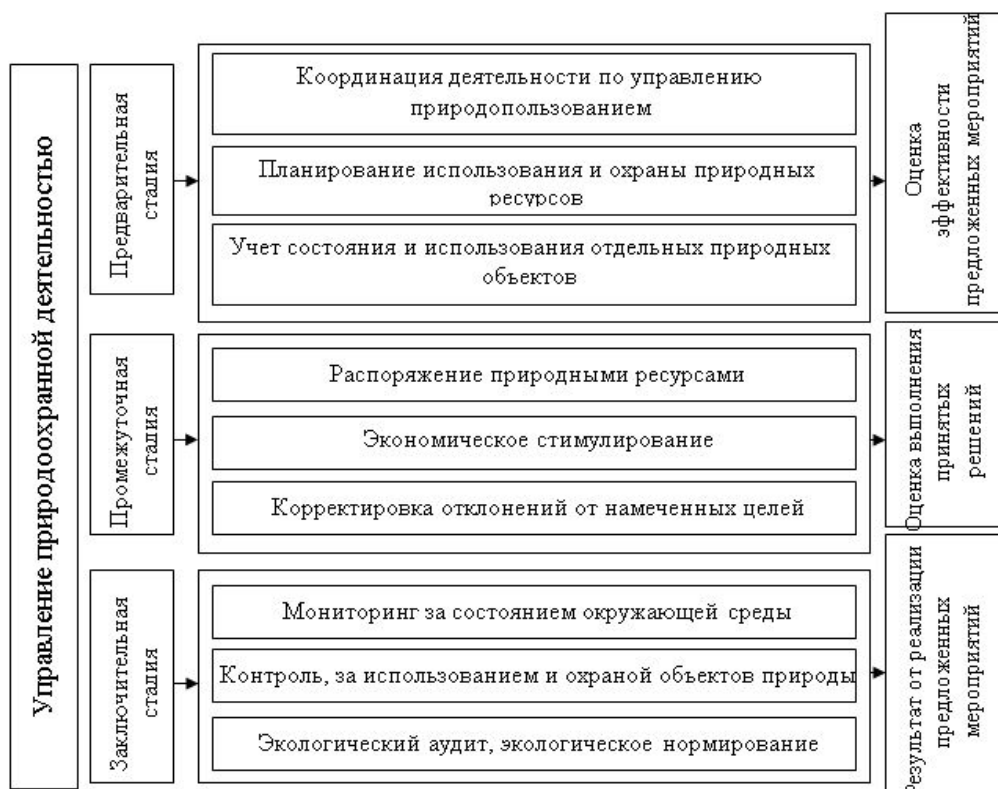 Управление природоохранной деятельностью
Предварительная
стадия
Координация деятельности по управлению
природопользованием
Планирование использования и охраны природных
ресурсов
Учет состояния и использования отдельных природных
объектов
Оценка
эффективности
предложенных мероприятий
Промежуточная
стадия
Распоряжение природными ресурсами
Экономическое стимулирование
Корректировка отклонений от намеченных целей
Оценка выполнения
принятых
решений
Заключительная
стадия
Мониторинг за состоянием окружающей среды
Контроль, за использованием и охраной объектов природы
Экологический аудит, экологическое нормирование
Результат от реализации
предложенных
мероприятий